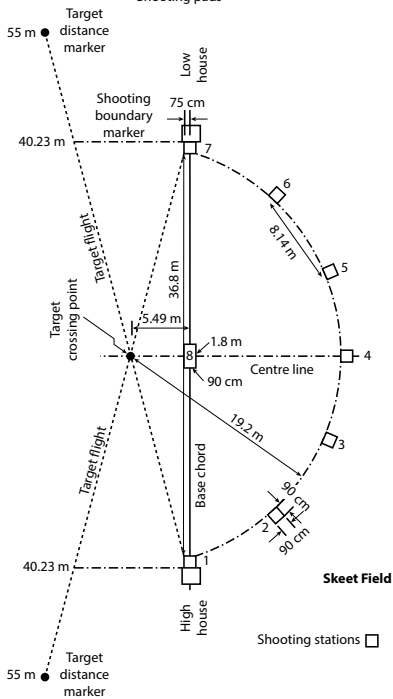 Shooting pads
Target
distance
marker
55 m
Low
house
Shooting
boundary
marker
75 cm
40.23 m
7
6
8.14 m
5
Target flight
36.8 m
Target
crossing point
5.49 m
1.8 m
8
4
Centre line
90 cm
19.2 m
3
Target flight
Base chord
90 cm
2
90 cm
40.23 m
1
Skeet Field
High
house
Shooting stations
55 m
Target
distance
marker